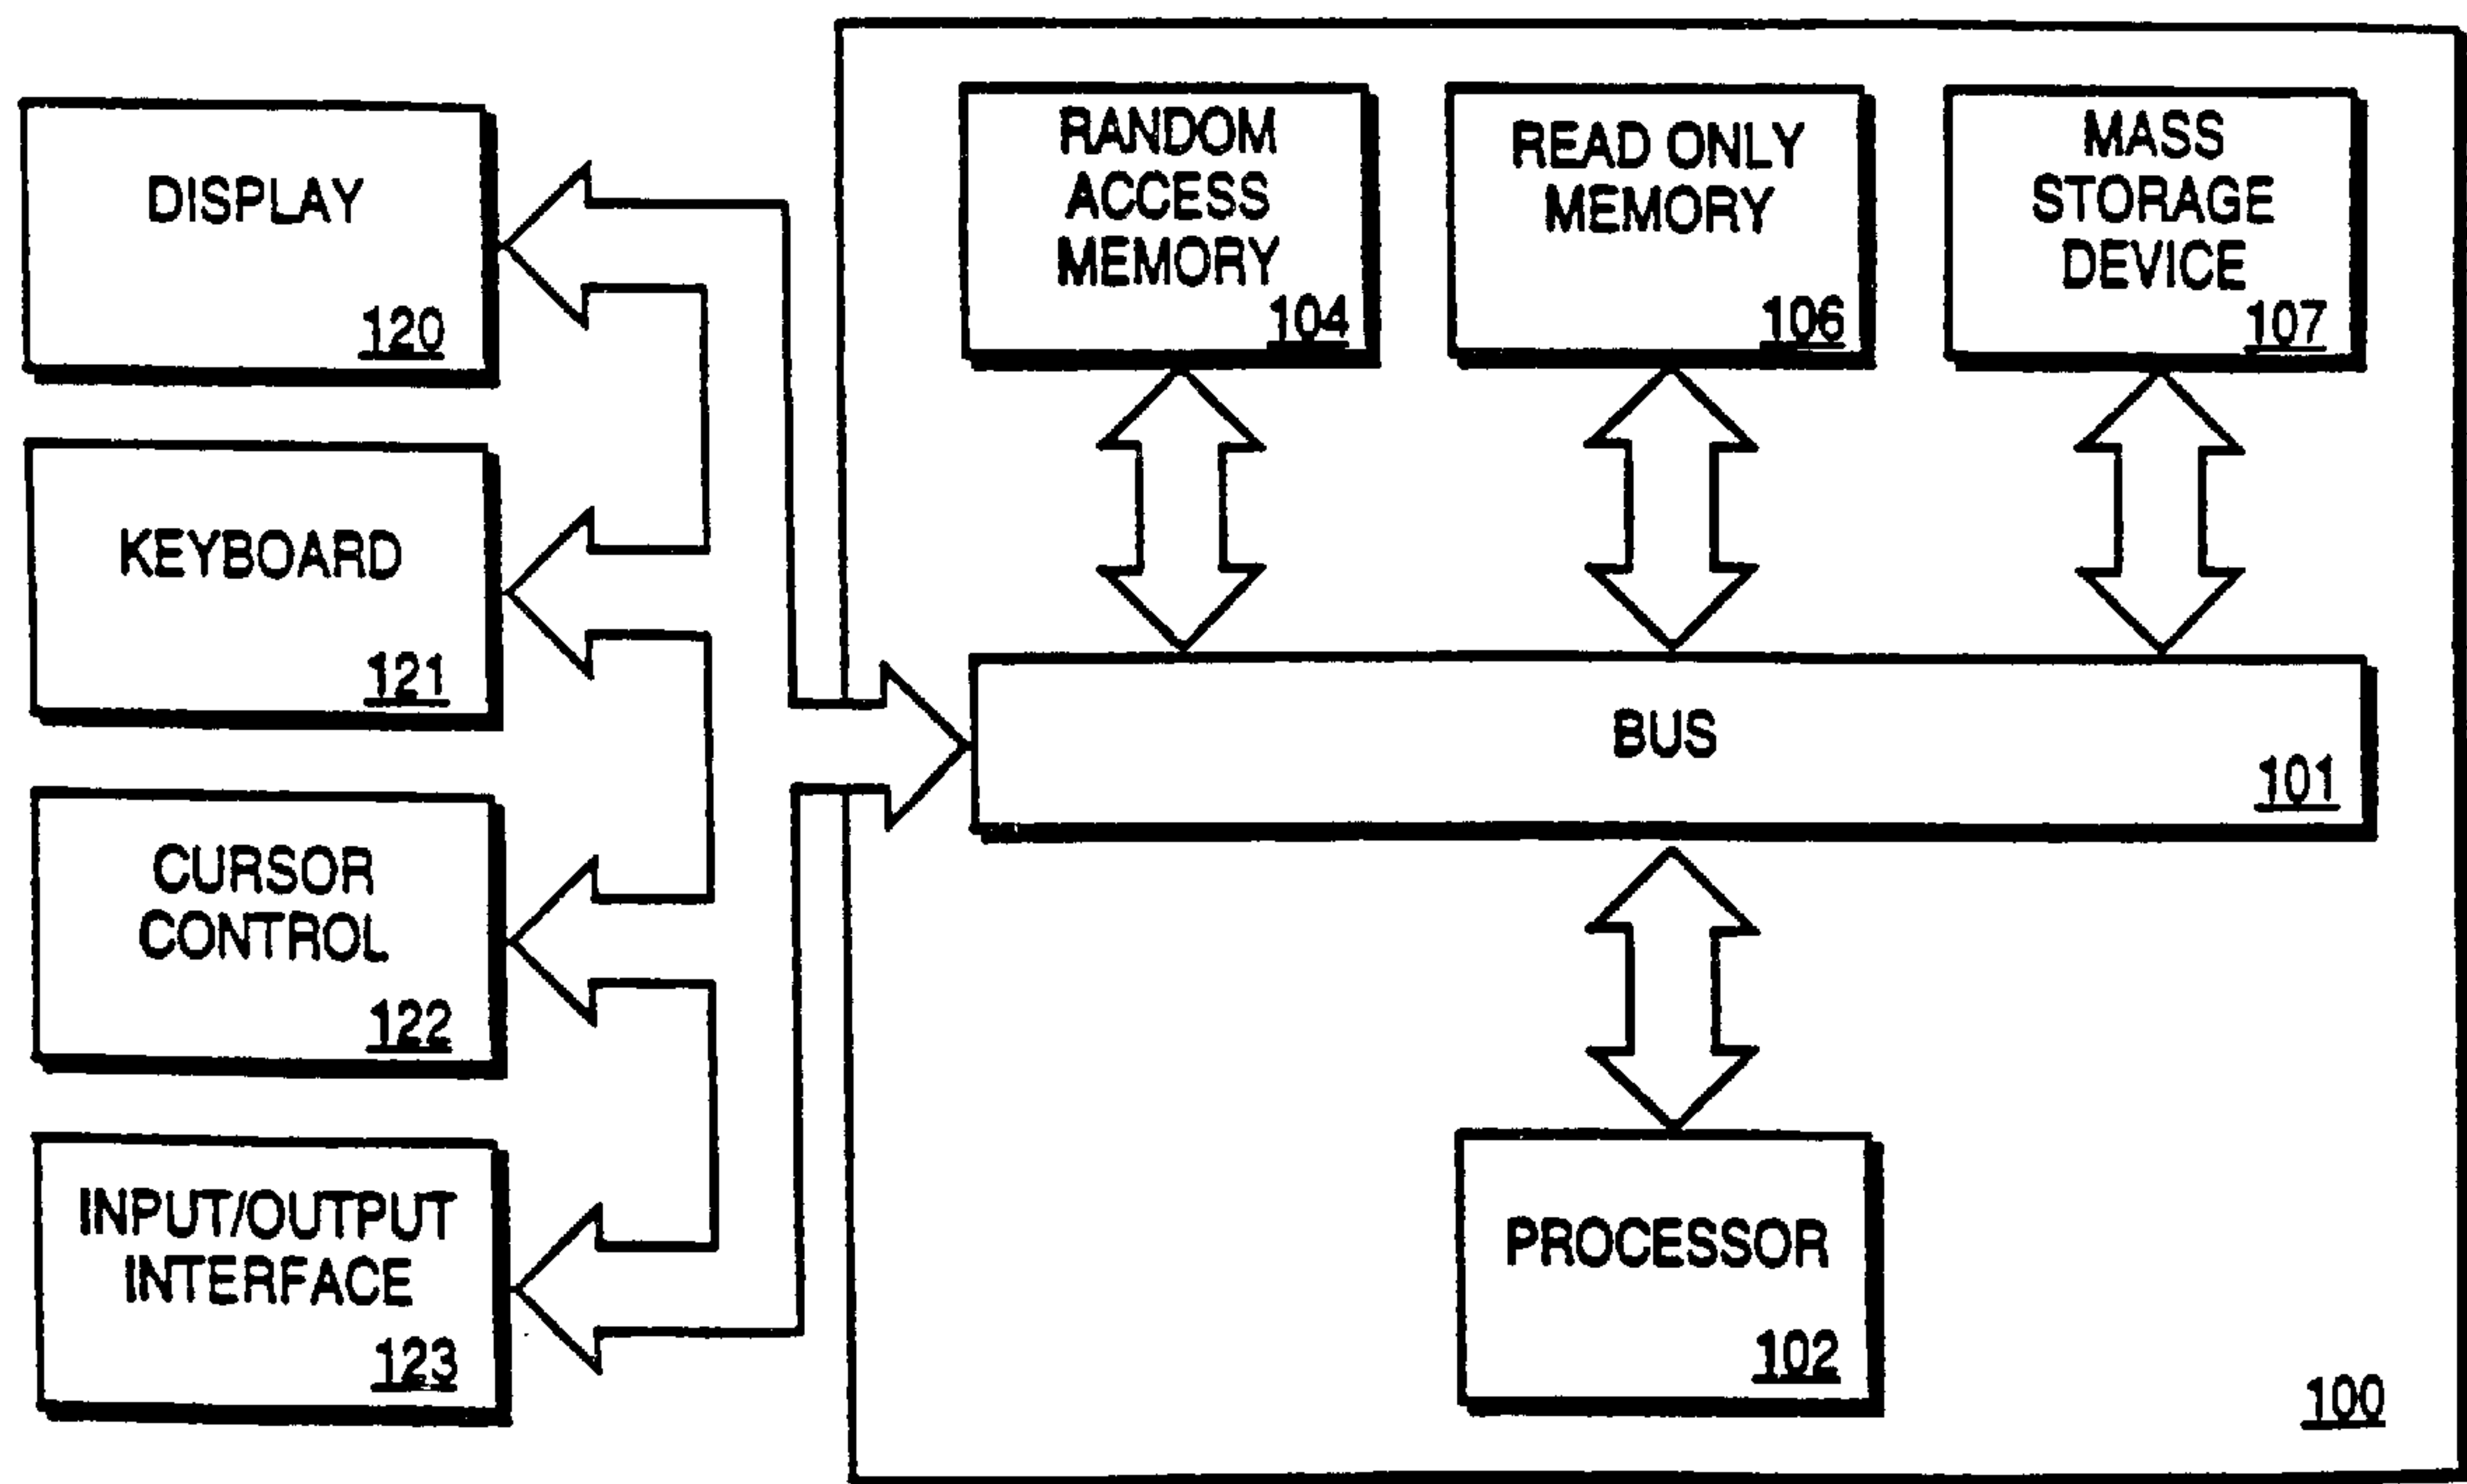 DISPLAY
120
KEYBOARD
121
CURSOR
CONTROL
122
INPUT/OUTPUT
INTERFACE
123
RANDOM
ACCESS
MEMORY
104
READ ONLY
MEMORY
106
MASS
STORAGE
DEVICE
107
BUS
101
PROCESSOR
102
100